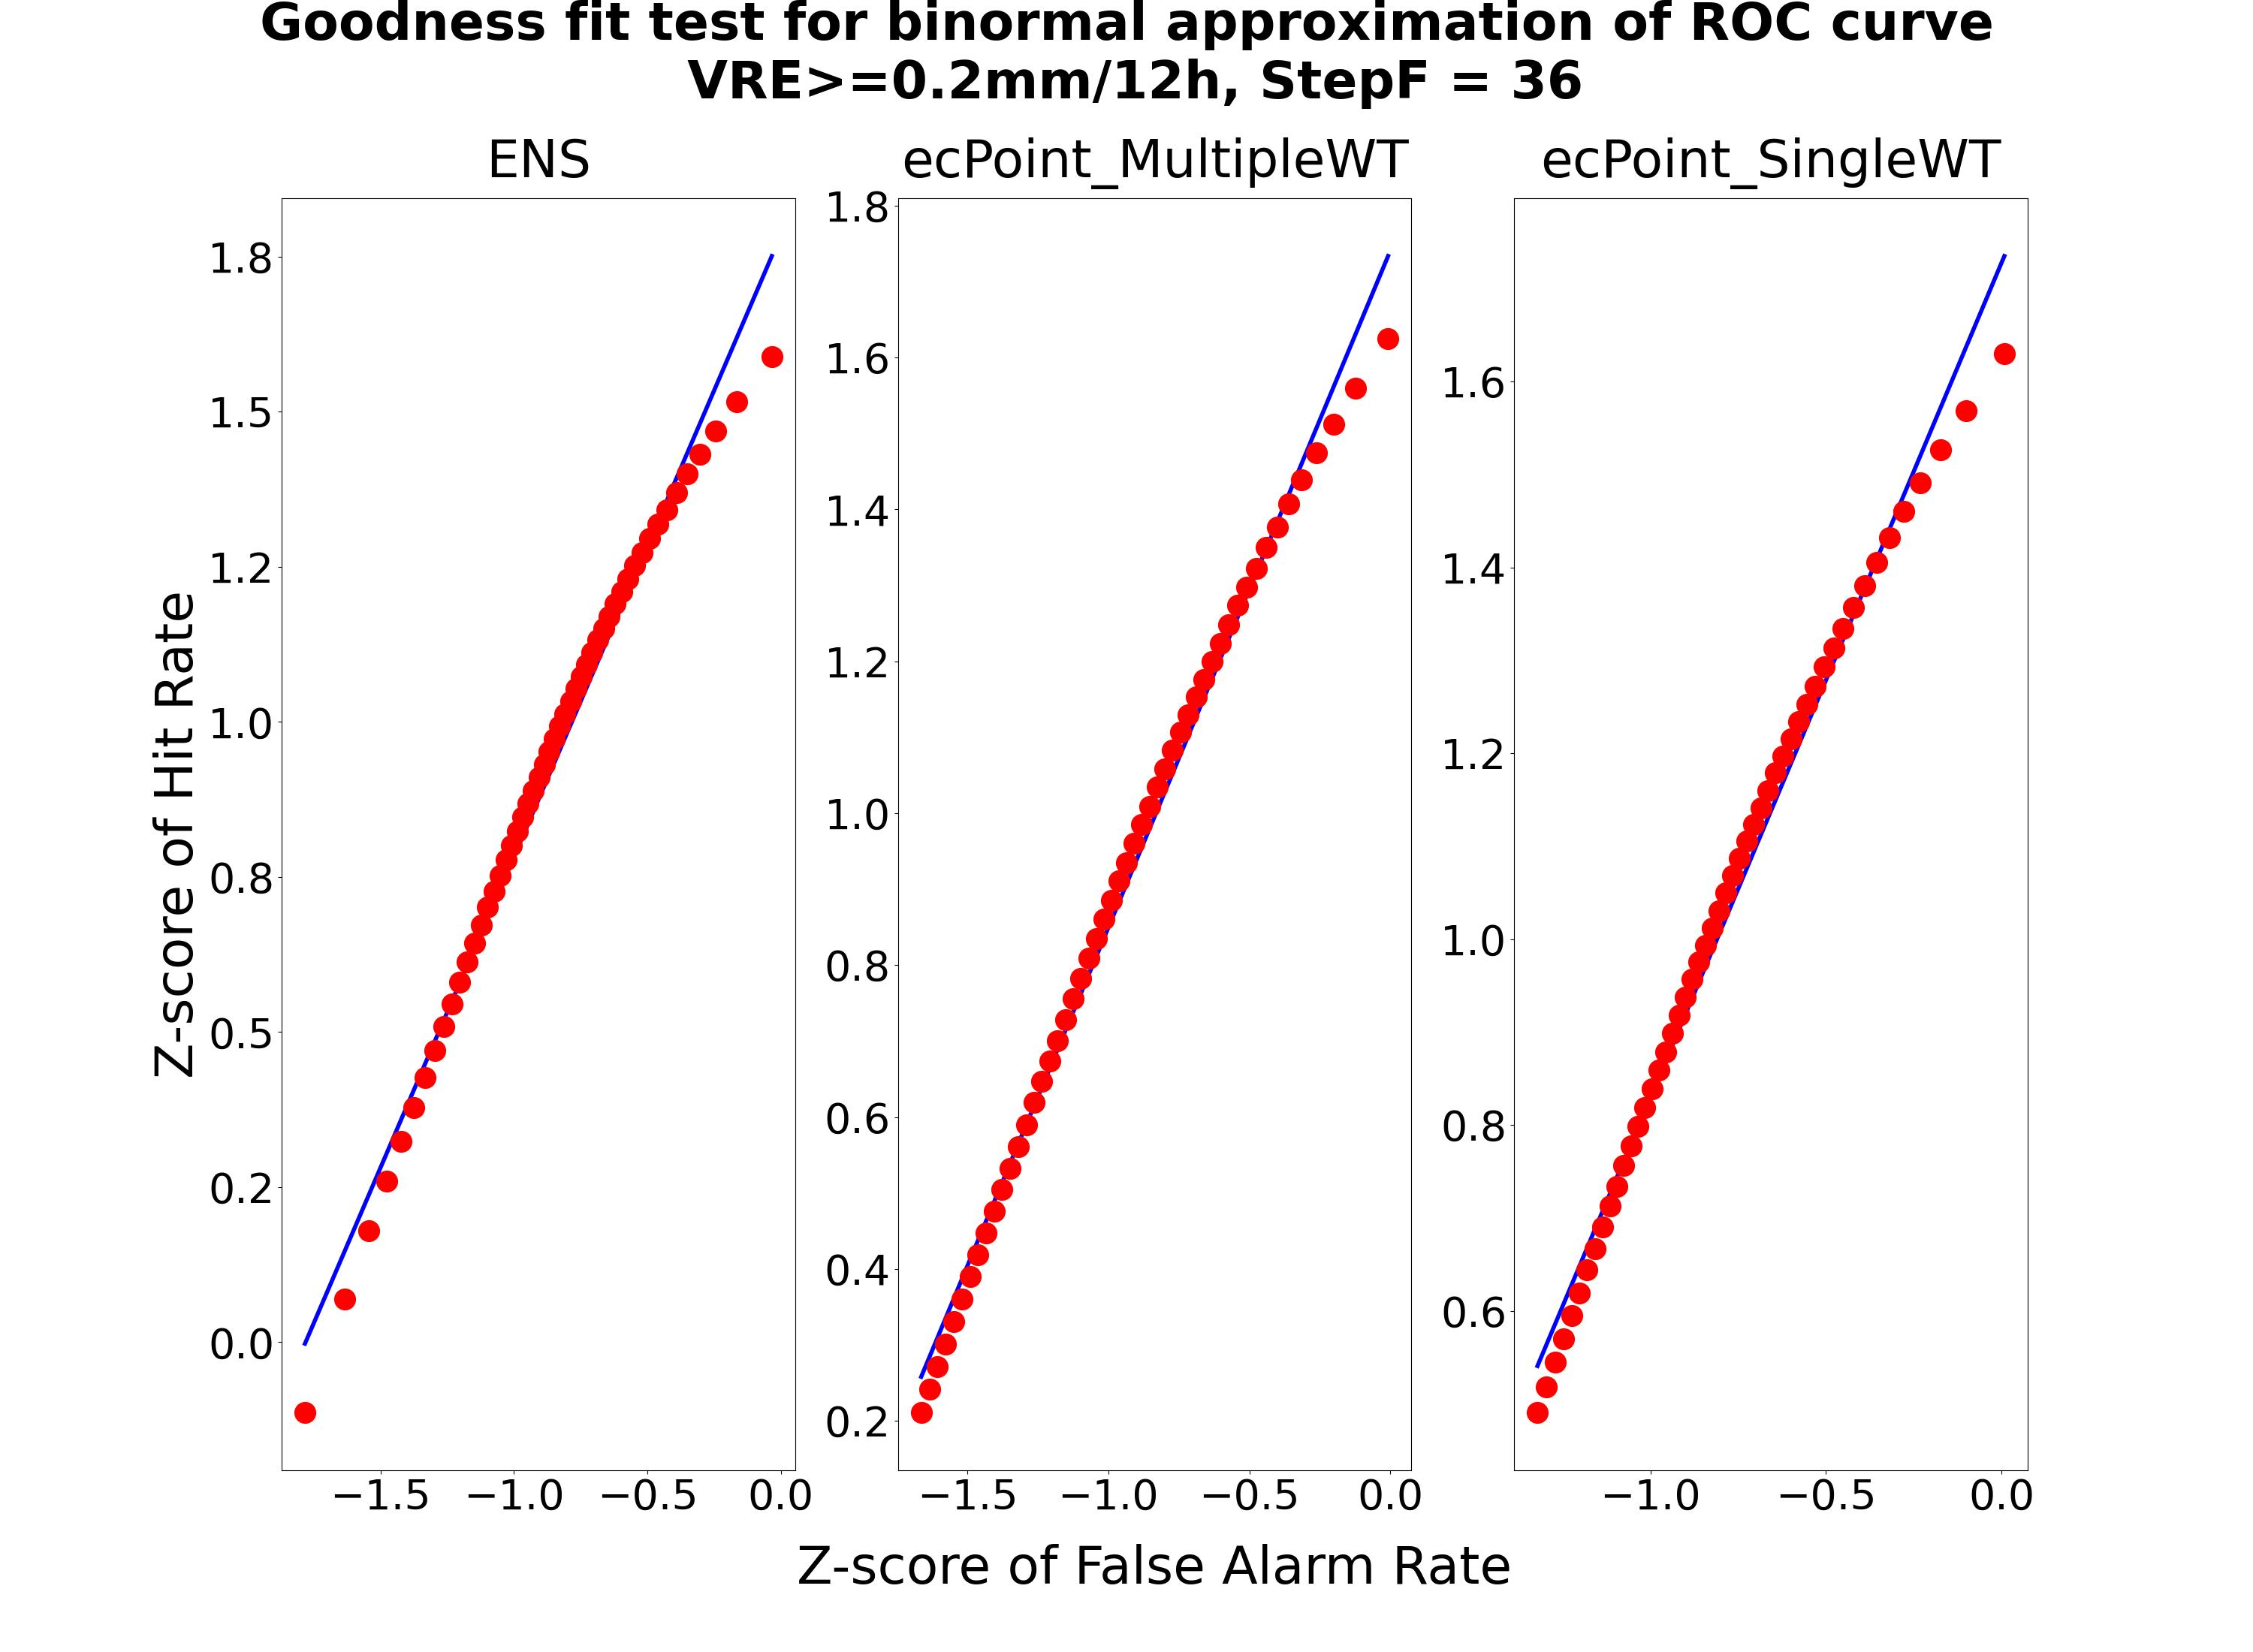 Goodness fit test for binormal approximation of ROC curve
VRE>=0.2mm/12h, StepF = 36
ENS
ecPoint_MultipleWT
ecPoint_SingleWT
Z-score of Hit Rate
1.8
1.5
1.2
1.0
0.8
0.5
0.2
0.0
−1.5 −1.0 −0.5 0.0
1.8
1.6
1.4
1.2
1.0
0.8
0.6
0.4
0.2
−1.5 −1.0 −0.5 0.0
1.6
1.4
1.2
1.0
0.8
0.6
−1.0 −0.5 0.0
Z-score of False Alarm Rate